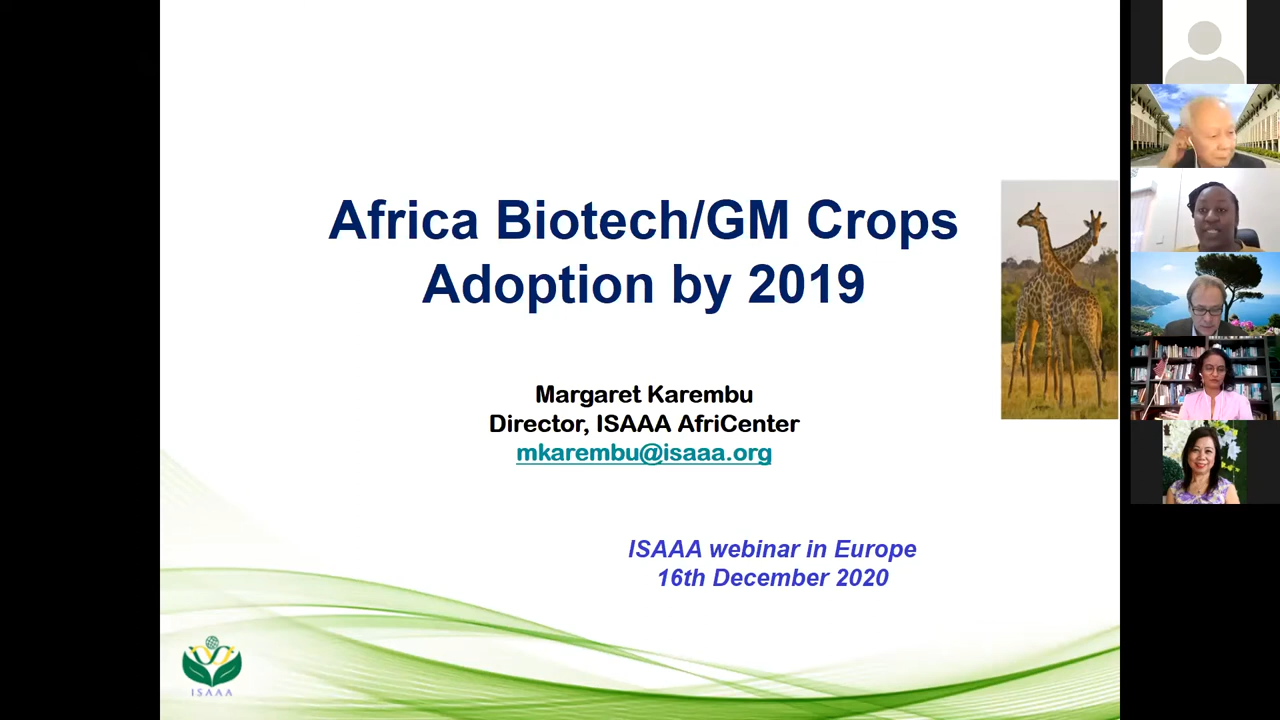 Africa Biotech/GM Crops
Adoption by 2019
Margaret Karembu
Director, ISAAA AfriCenter
mkarembu@isaaa.org
ISAAA webinar in Europe
16th December 2020
ISAAA